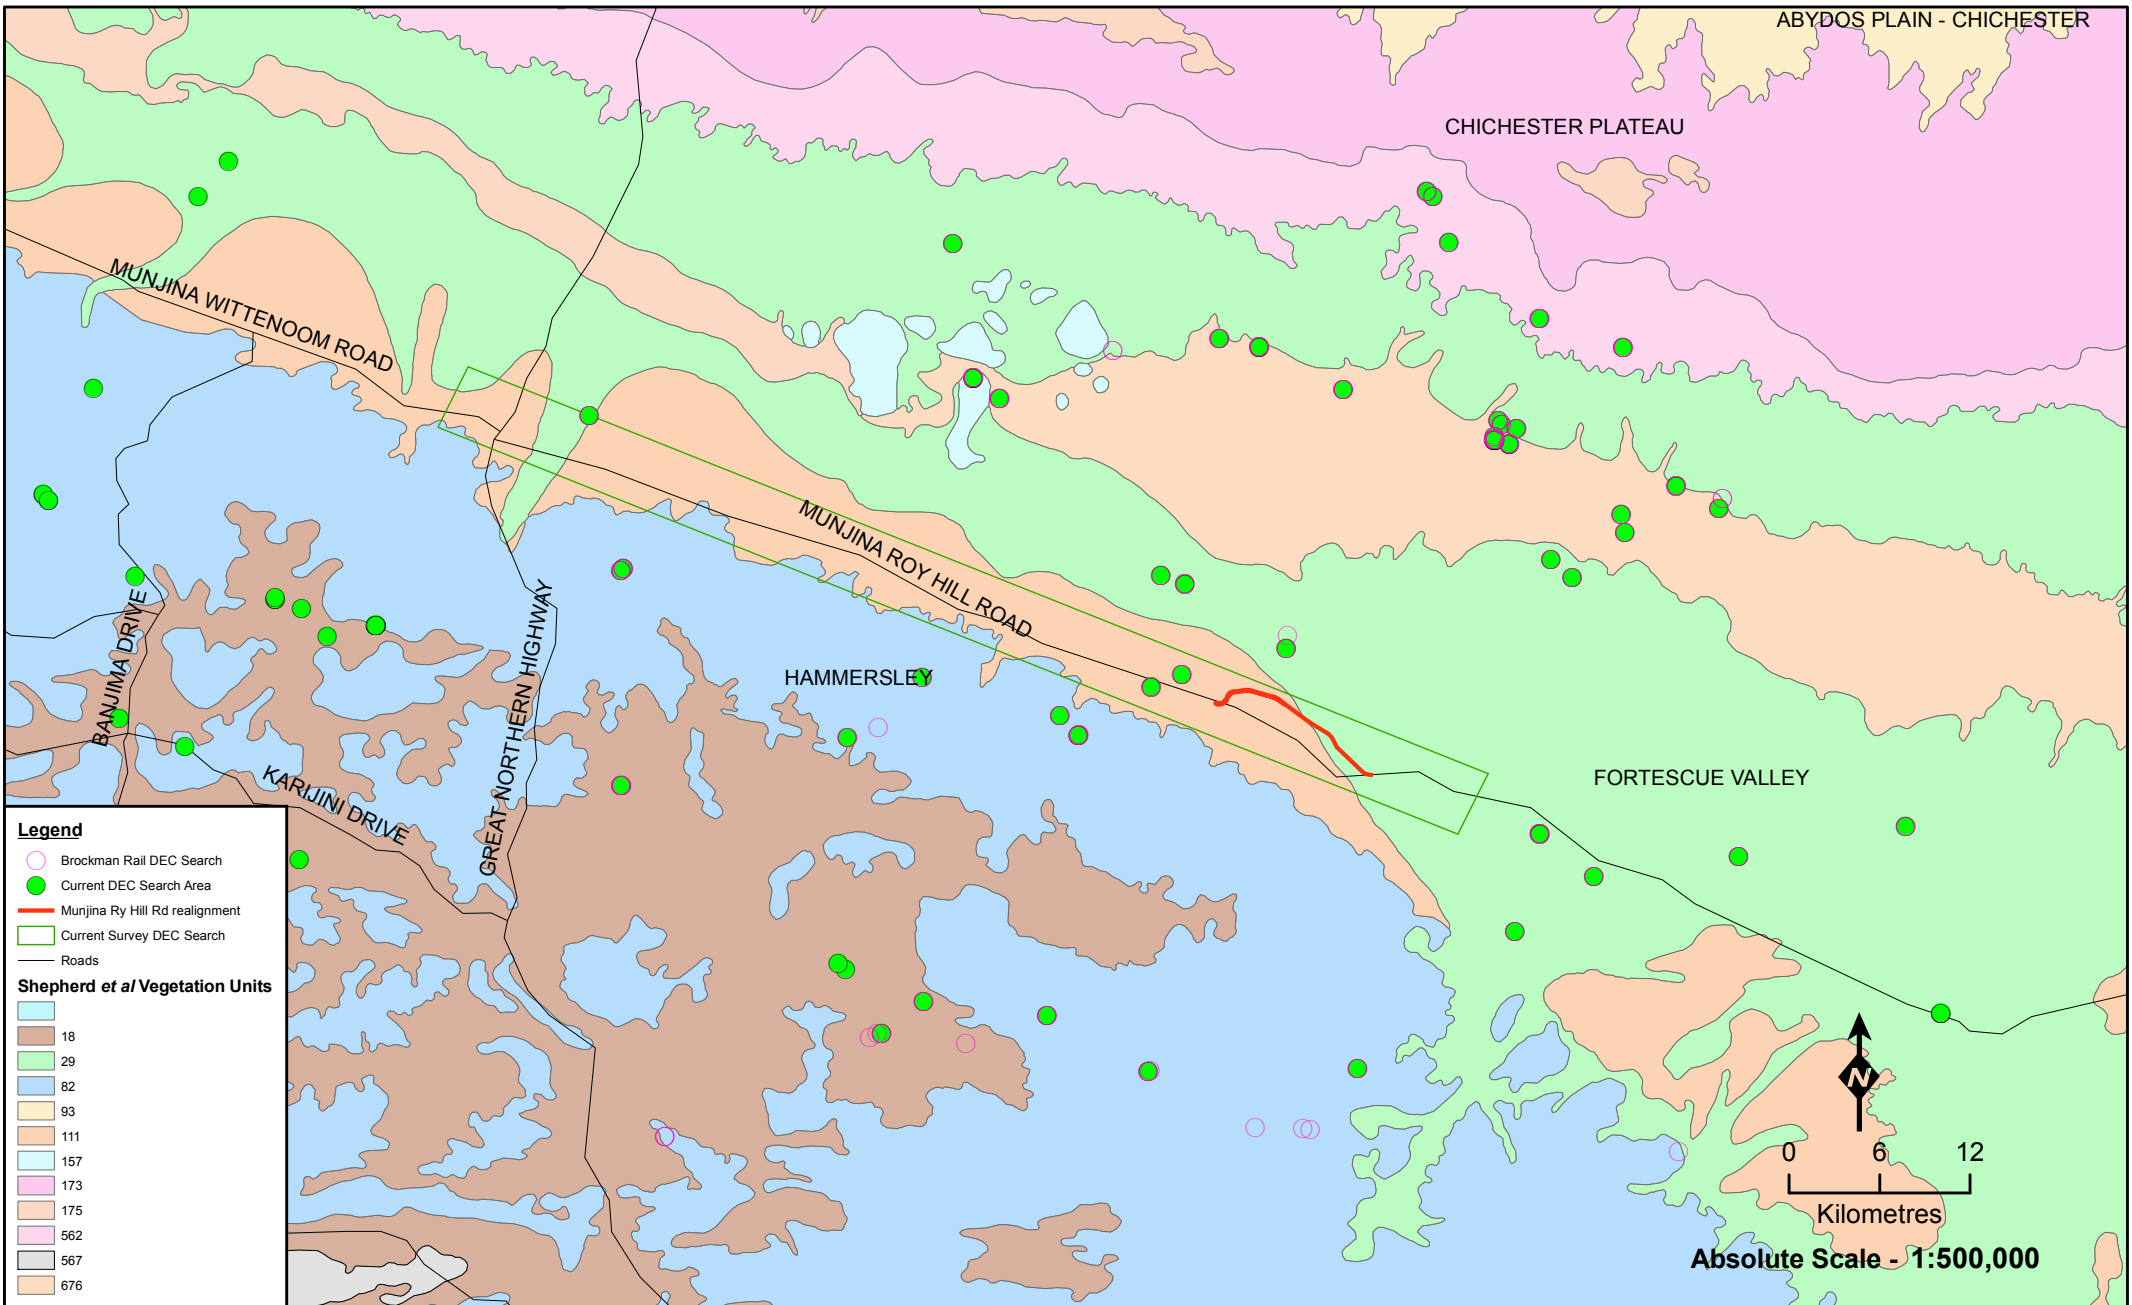 ABYDOS PLAIN - CHICHESTER
CHICHESTER PLATEAU
MUNJINA WITTENOOM ROAD
MUNJINA ROY HILL ROAD
HAMMERSLEY
BANJIMA DRIVE
GREAT NORTHERN HIGHWAY
KARIJINI DRIVE
FORTESCUE VALLEY
Legend
Brockman Rail DEC Search
Current DEC Search Area
Munjina Ry Hill Rd realignment
Current Survey DEC Search
Roads
Shepherd et al Vegetation Units
18
29
82
93
111
157
173
175
562
567
676
N
0 6 12
Kilometres
Absolute Scale - 1:500,000